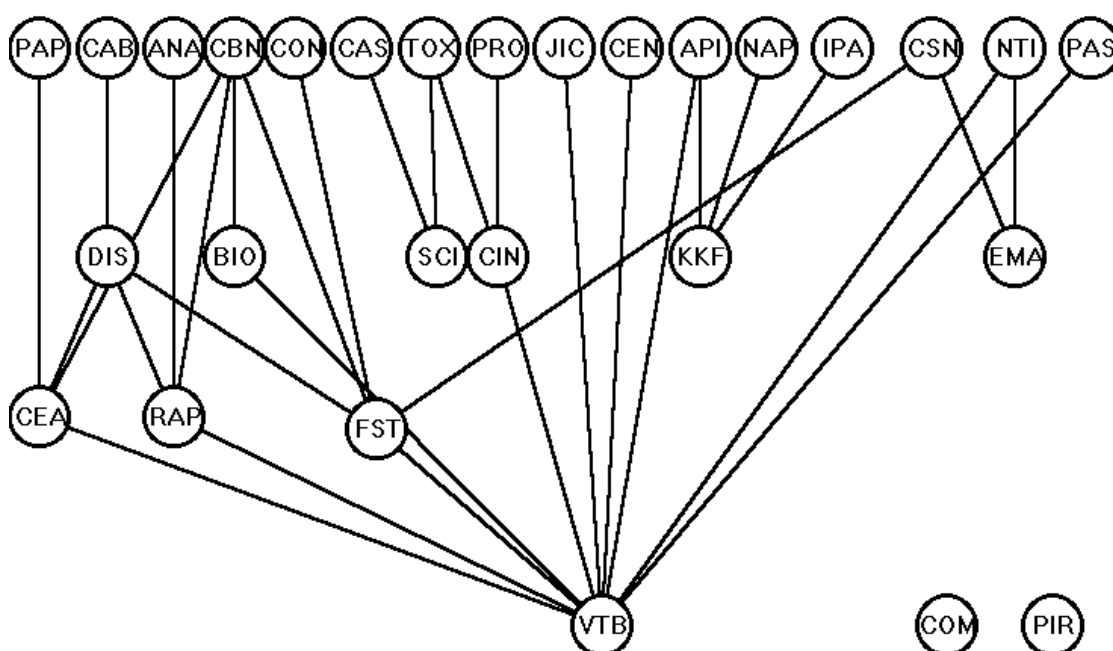 PAP CAB ANA CBN CON CAS TOX PRO JIC CEN API NAP IPA CSN NTI PAS
DIS BIO SCI CIN KKF EMA
CEA RAP FST
VTB COM PIR